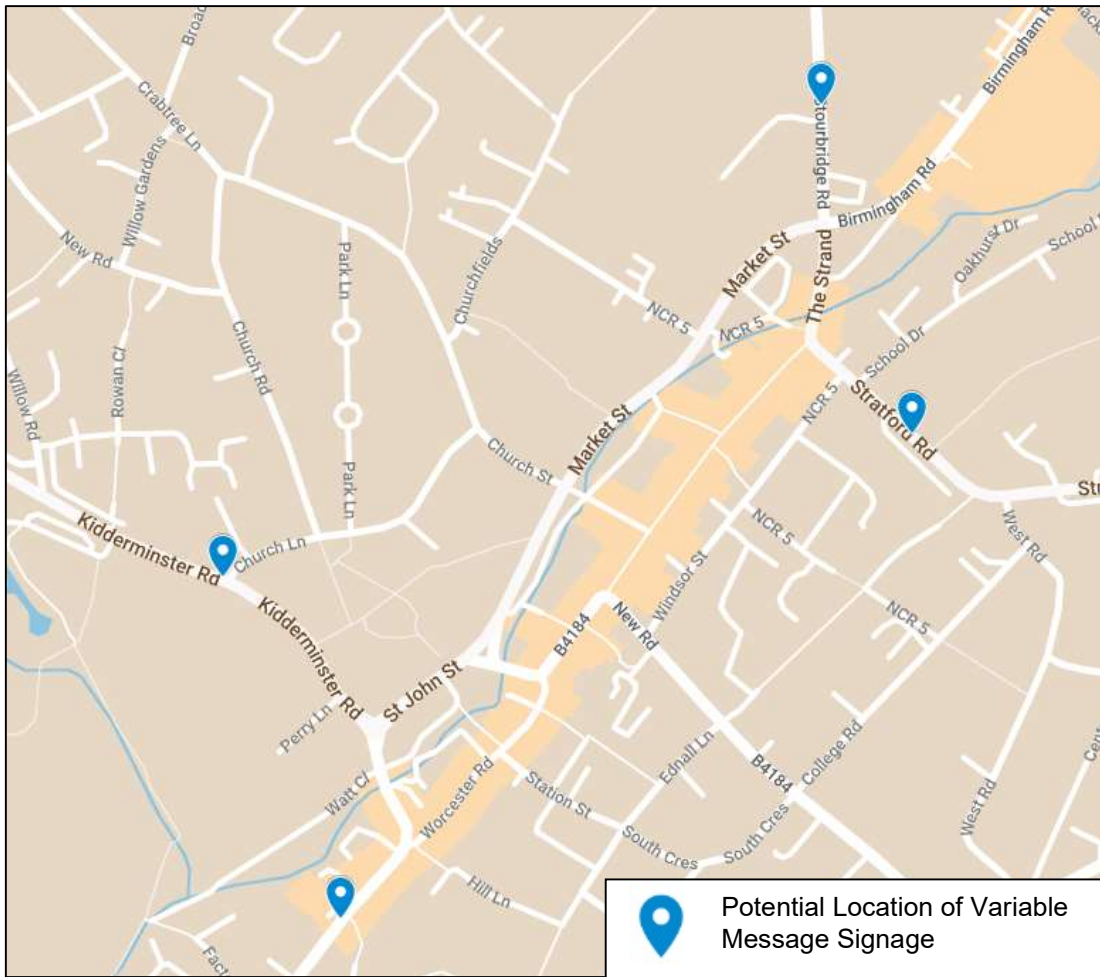 Broad
Crabtree Ln
Willow Gardens
New Rd
Park Ln
Churchfields
Church Rd
Willow Rd
Rowan Cl
Park Ln
Church St
Kidderminster Rd
Church Ln
Kidderminster Rd
Perry Ln
St John St
Market St
Market St
NCR 5
NCR 5
Stourbridge Rd
Birmingham Rd
Birmingham R
The Strand
Oakhurst Dr
School
School Dr
NCR 5
Stratford Rd
St
West Rd
NCR 5
Windsor St
NCR 5
B4184
New Rd
Ednall Ln
B4184
College Rd
West Rd
Cent
Watt Cl
Worcester Rd
Station St
South Cres
South Cres
Hill Ln
Fact
Potential Location of Variable
Message Signage